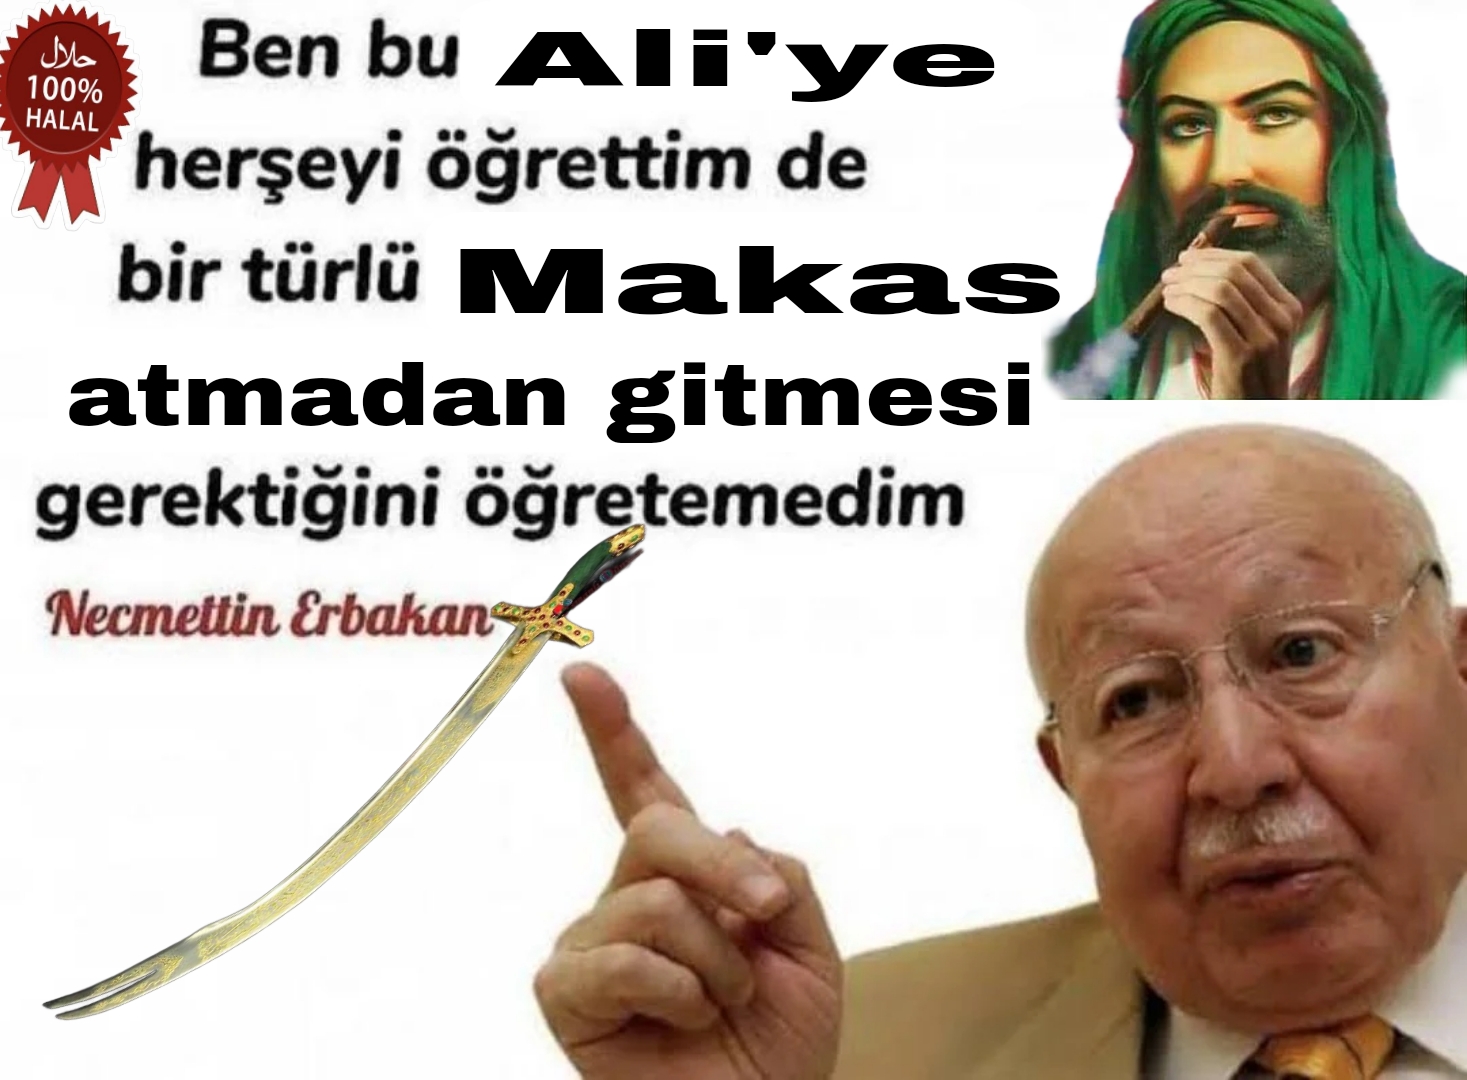 حلال
100%
HALAL
Ben bu Ali'ye
herşeyi öğrettim de
bir türlü Makas
atmadan gitmesi
gerektiğini öğretemedim
Necmettin Erbakan